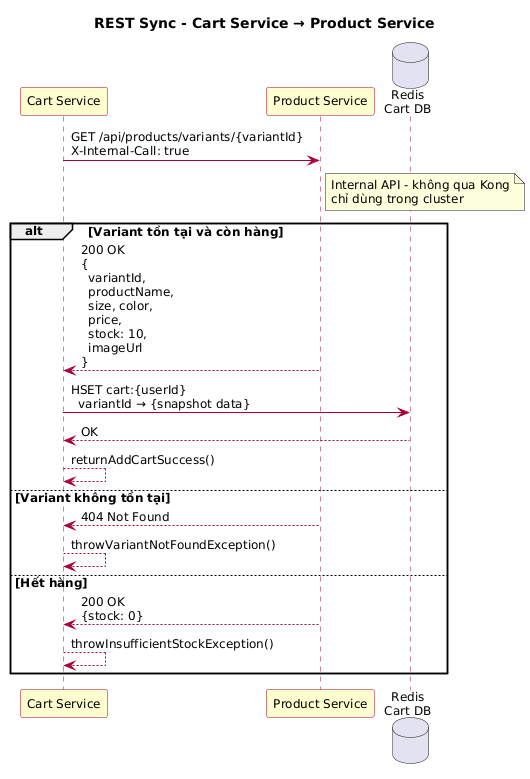 REST Sync - Cart Service → Product Service
Redis
Cart DB
Cart Service
Product Service
GET /api/products/variants/{variantId}
X-Internal-Call: true
Internal API - không qua Kong
chỉ dùng trong cluster
alt
[Variant tồn tại và còn hàng]
200 OK
{
variantId,
productName,
size, color,
price,
stock: 10,
imageUrl
}
HSET cart:{userId}
variantId → {snapshot data}
OK
returnAddCartSuccess()
[Variant không tồn tại]
404 Not Found
throwVariantNotFoundException()
[Hết hàng]
200 OK
{stock: 0}
throwInsufficientStockException()
Cart Service
Product Service
Redis
Cart DB